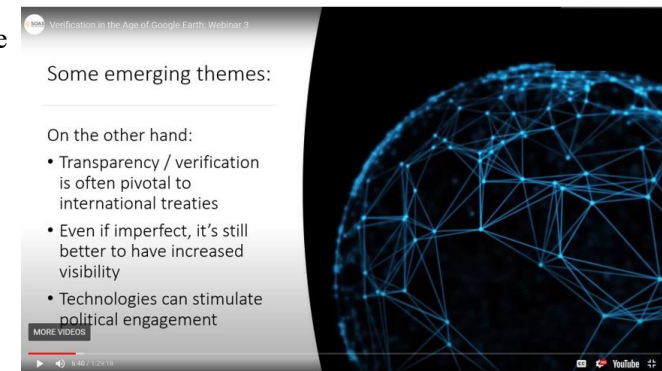 e
SOAS Verification in the Age of Google Earth: Webinar 3
Some emerging themes:
On the other hand:
• Transparency / verification
is often pivotal to
international treaties
• Even if imperfect, it's still
better to have increased
visibility
• Technologies can stimulate
political engagement
MORE VIDEOS
6:40 / 1:29:18
CC
YouTube